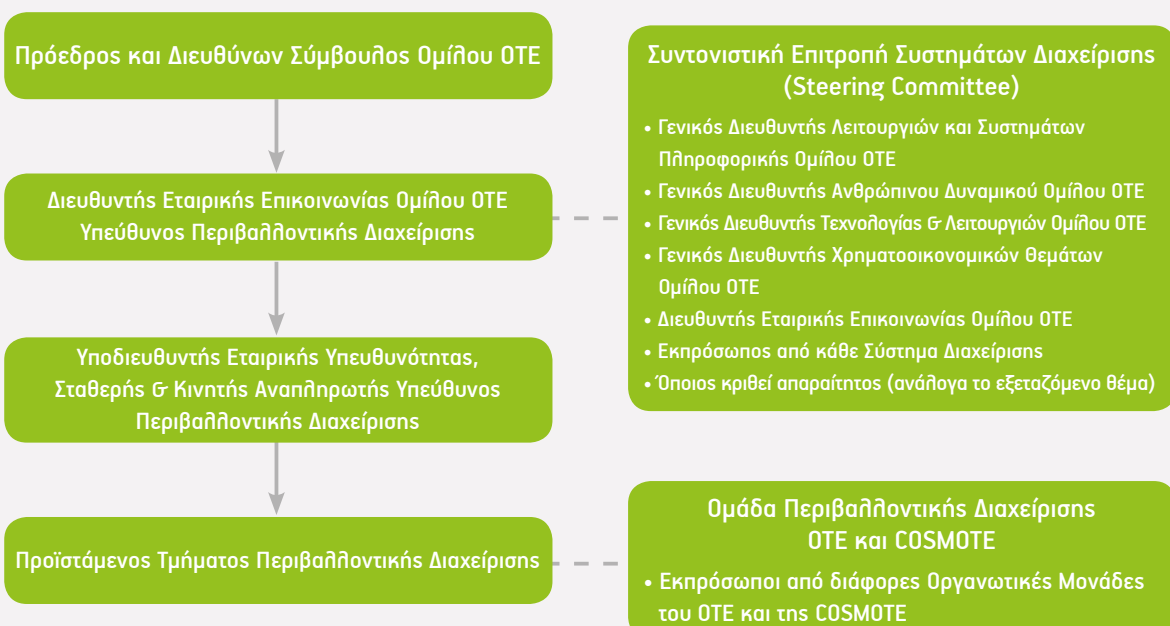 Πρόεδρος και Διευθύνων Σύμβουλος Ομίλου ΟΤΕ
Διευθυντής Εταιρικής Επικοινωνίας Ομίλου ΟΤΕ
Υπεύθυνος Περιβαλλοντικής Διαχείρισης
Υποδιευθυντής Εταιρικής Υπευθυνότητας,
Σταθερής & Κινητής Αναπληρωτής Υπεύθυνος
Περιβαλλοντικής Διαχείρισης
Προϊστάμενος Τμήματος Περιβαλλοντικής Διαχείρισης
Συντονιστική Επιτροπή Συστημάτων Διαχείρισης
(Steering Committee)
• Γενικός Διευθυντής Λειτουργιών και Συστημάτων
Πληροφορικής Ομίλου ΟΤΕ
• Γενικός Διευθυντής Ανθρώπινου Δυναμικού Ομίλου ΟΤΕ
• Γενικός Διευθυντής Τεχνολογίας & Λειτουργιών Ομίλου ΟΤΕ
• Γενικός Διευθυντής Χρηματοοικονομικών Θεμάτων
Ομίλου ΟΤΕ
• Διευθυντής Εταιρικής Επικοινωνίας Ομίλου ΟΤΕ
• Εκπρόσωπος από κάθε Σύστημα Διαχείρισης
• Όποιος κριθεί απαραίτητος (ανάλογα το εξεταζόμενο θέμα)
Ομάδα Περιβαλλοντικής Διαχείρισης
ΟΤΕ και COSMOTE
• Εκπρόσωποι από διάφορες Οργανωτικές Μονάδες
του ΟΤΕ και της COSMOTE